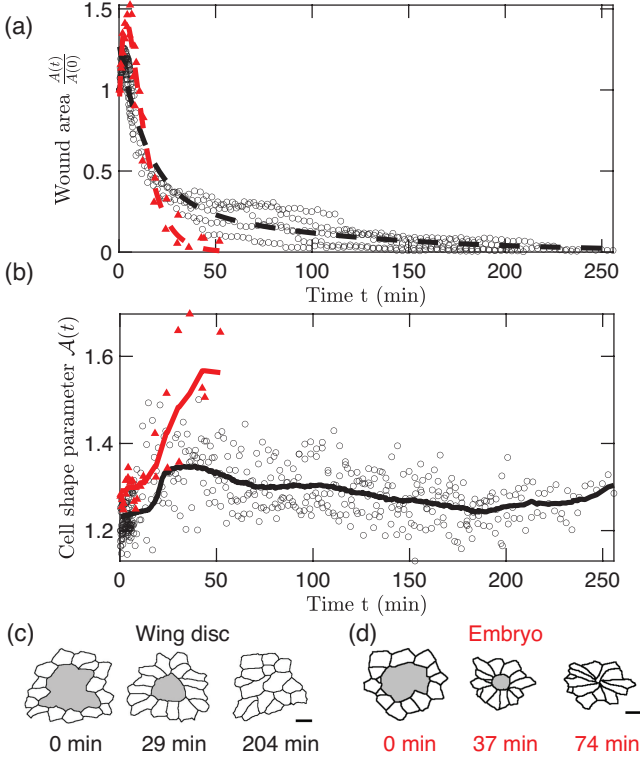 (a)
Wound area A(t)/A(0)
1.5
1
0.5
0
0 50 100 150 200 250
Time t (min)
(b)
Cell shape parameter 𝒜(t)
1.6
1.4
1.2
0 50 100 150 200 250
Time t (min)
(c) Wing disc
0 min 29 min 204 min
(d) Embryo
0 min 37 min 74 min